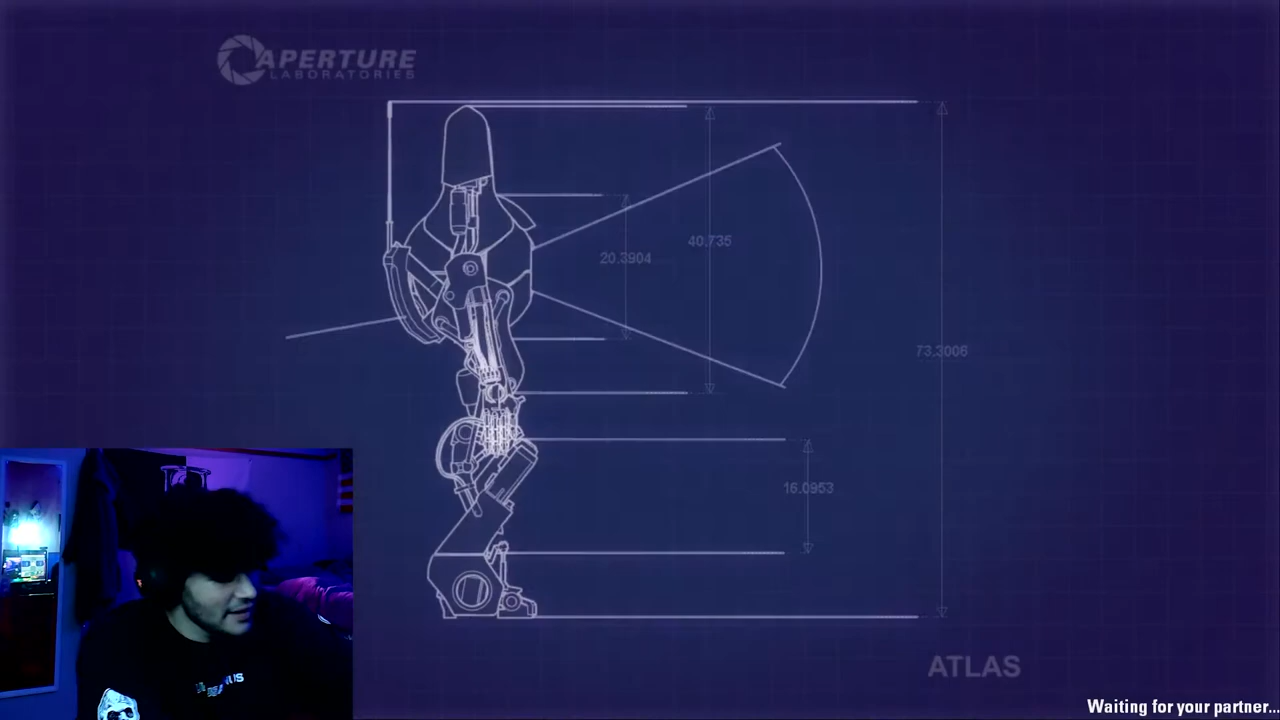 APERTURE
LABORATORIES
40.735
20.3904
73.3006
16.0953
ATLAS
Waiting for your partner...